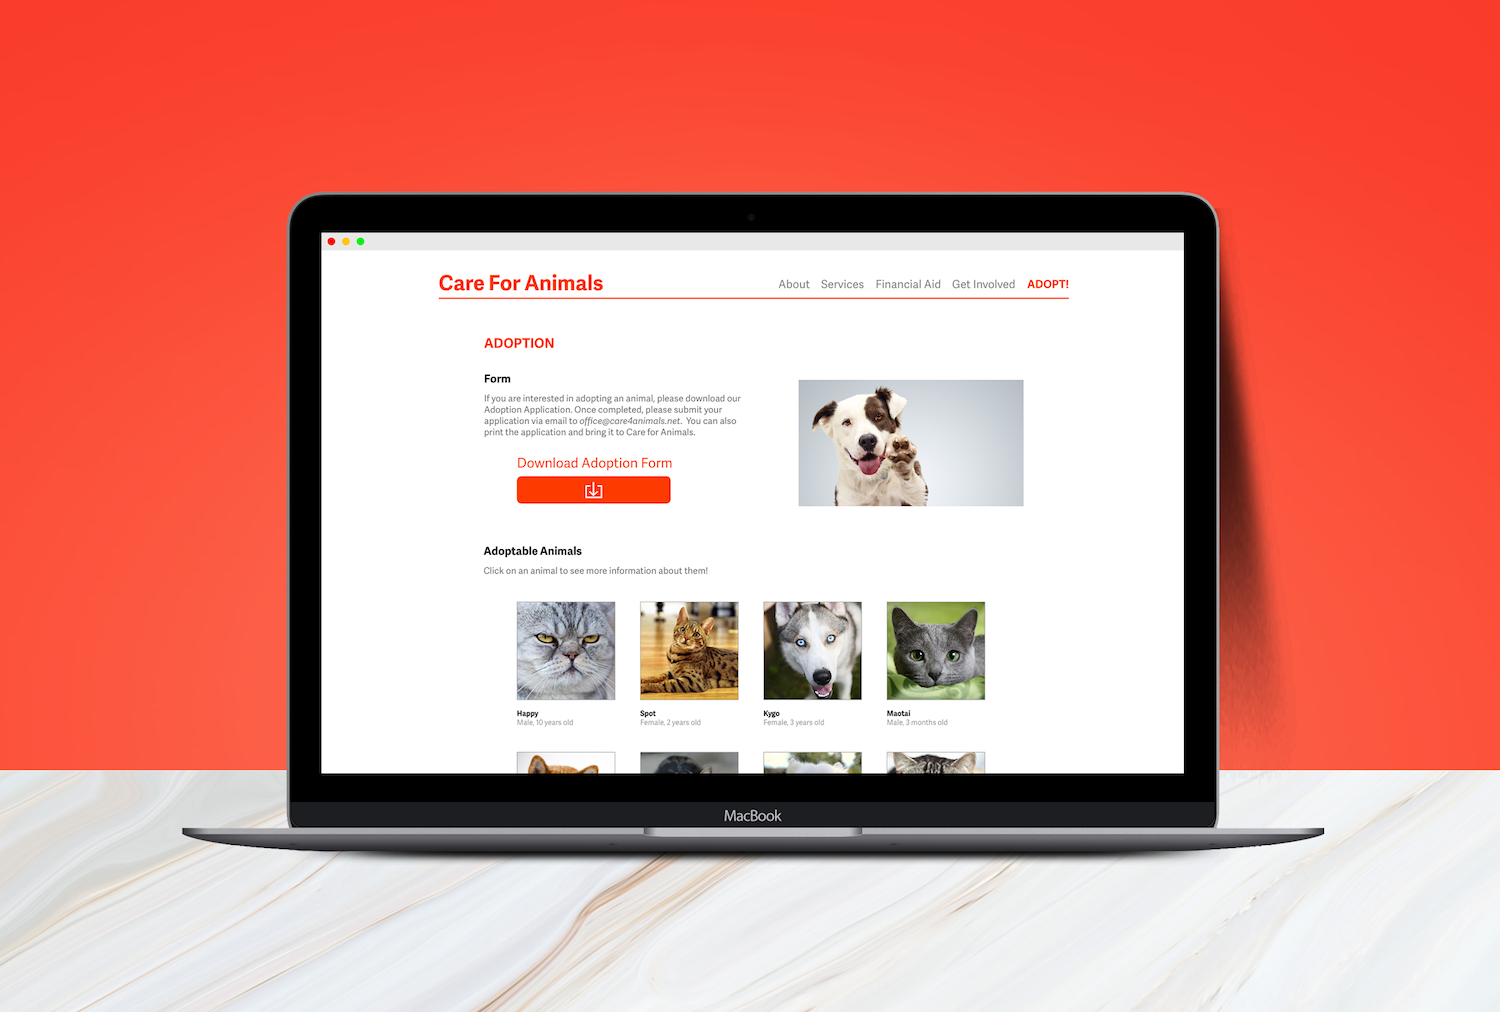 Care For Animals
About Services Financial Aid Get Involved ADOPT!
ADOPTION
Form
If you are interested in adopting an animal, please download our
Adoption Application. Once completed, please submit your
application via email to office@care4animals.net. You can also
print the application and bring it to Care for Animals.
Download Adoption Form
Adoptable Animals
Click on an animal to see more information about them!
Happy
Male, 10 years old
Spot
Female, 2 years old
Kygo
Female, 3 years old
Maotai
Male, 3 months old
MacBook